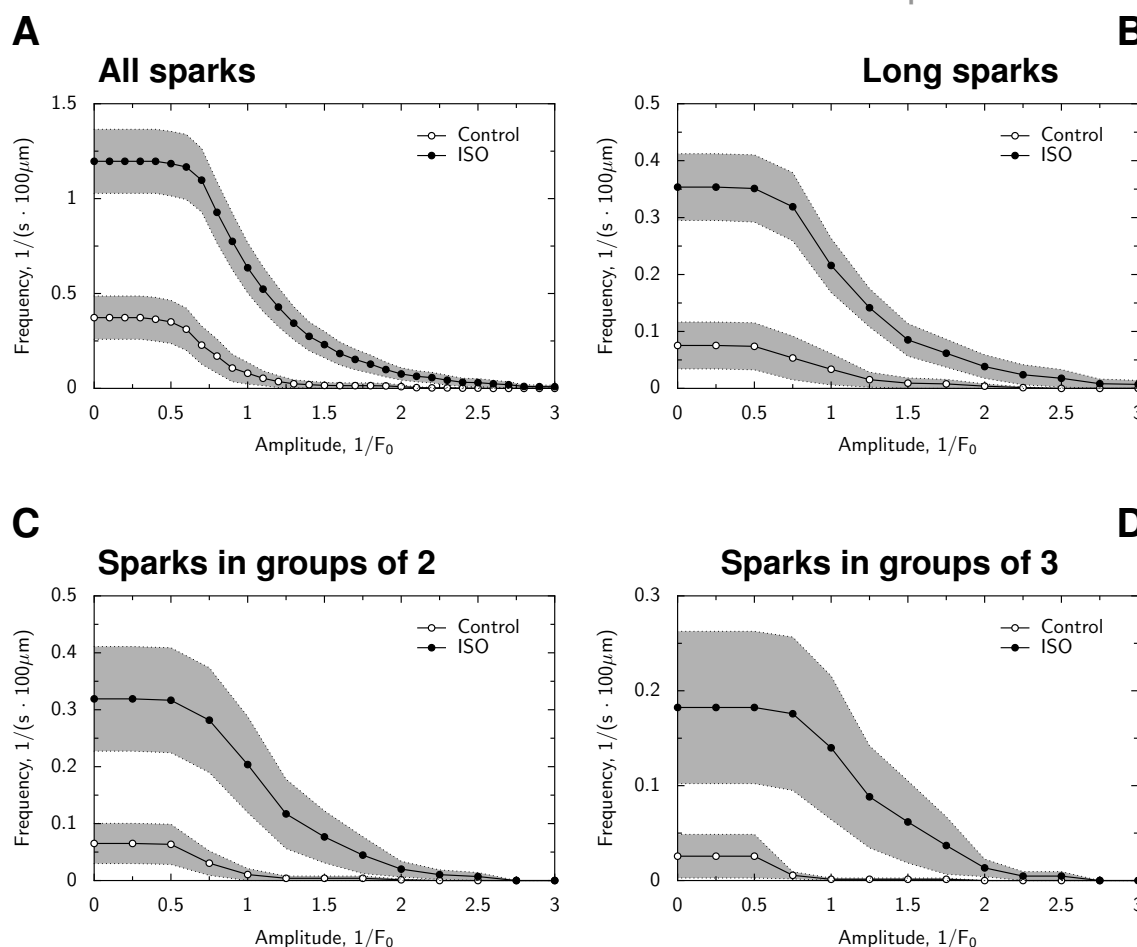 A
All sparks
1.5
1
0.5
0
Frequency, 1/(s · 100μm)
Control
ISO
0 0.5 1 1.5 2 2.5 3
Amplitude, 1/F₀
B
Long sparks
0.5
0.4
0.3
0.2
0.1
0
Frequency, 1/(s · 100μm)
Control
ISO
0 0.5 1 1.5 2 2.5 3
Amplitude, 1/F₀
C
Sparks in groups of 2
0.5
0.4
0.3
0.2
0.1
0
Frequency, 1/(s · 100μm)
Control
ISO
0 0.5 1 1.5 2 2.5 3
Amplitude, 1/F₀
D
Sparks in groups of 3
0.3
0.2
0.1
0
Frequency, 1/(s · 100μm)
Control
ISO
0 0.5 1 1.5 2 2.5 3
Amplitude, 1/F₀